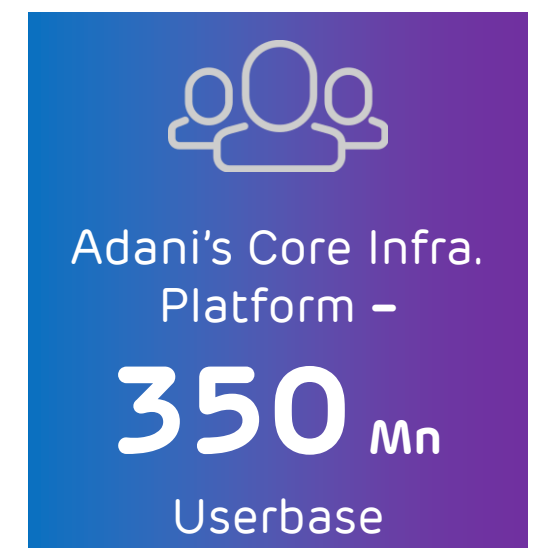 Adani’s Core Infra.
Platform –
350 Mn
Userbase